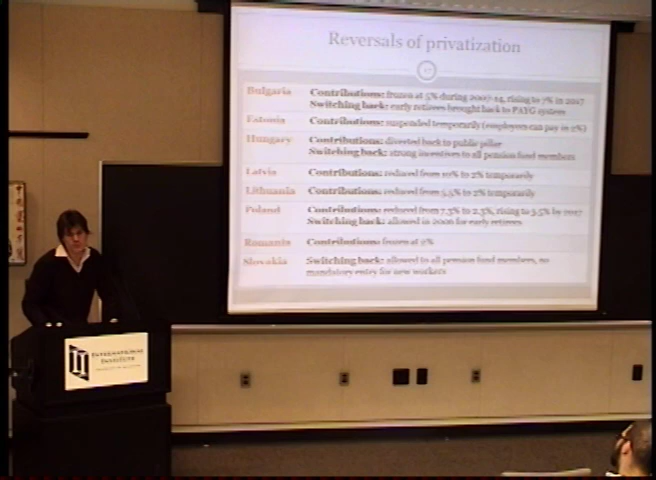 Reversals of privatization
17
Bulgaria Contributions: frozen at 5% during 2007-14, rising to 7% in 2017
Switching back: early retirees brought back to PAYG system
Estonia Contributions: suspended temporarily (employees can pay in 2%)
Hungary Contributions: diverted back to public pillar
Switching back: strong incentives to all pension fund members
Latvia Contributions: reduced from 10% to 2% temporarily
Lithuania Contributions: reduced from 5.5% to 2% temporarily
Poland Contributions: reduced from 7.3% to 2.3%, rising to 3.5% by 2017
Switching back: allowed in 2006 for early retirees
Romania Contributions: frozen at 2%
Slovakia Switching back: allowed to all pension fund members, no
mandatory entry for new workers
INTERNATIONAL
INSTITUTE